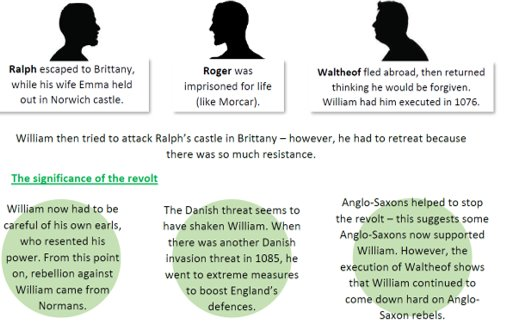 Ralph escaped to Brittany,
while his wife Emma held
out in Norwich castle.
Roger was
imprisoned for life
(like Morcar).
Waltheof fled abroad, then returned
thinking he would be forgiven.
William had him executed in 1076.
William then tried to attack Ralph’s castle in Brittany – however, he had to retreat because
there was so much resistance.
The significance of the revolt
William now had to be
careful of his own earls,
who resented his
power. From this point
on, rebellion against
William came from
Normans.
The Danish threat seems to
have shaken William. When
there was another Danish
invasion threat in 1085, he
went to extreme measures
to boost England’s
defences.
Anglo-Saxons helped to stop
the revolt – this suggests some
Anglo-Saxons now supported
William. However, the
execution of Waltheof shows
that William continued to
come down hard on Anglo-
Saxon rebels.